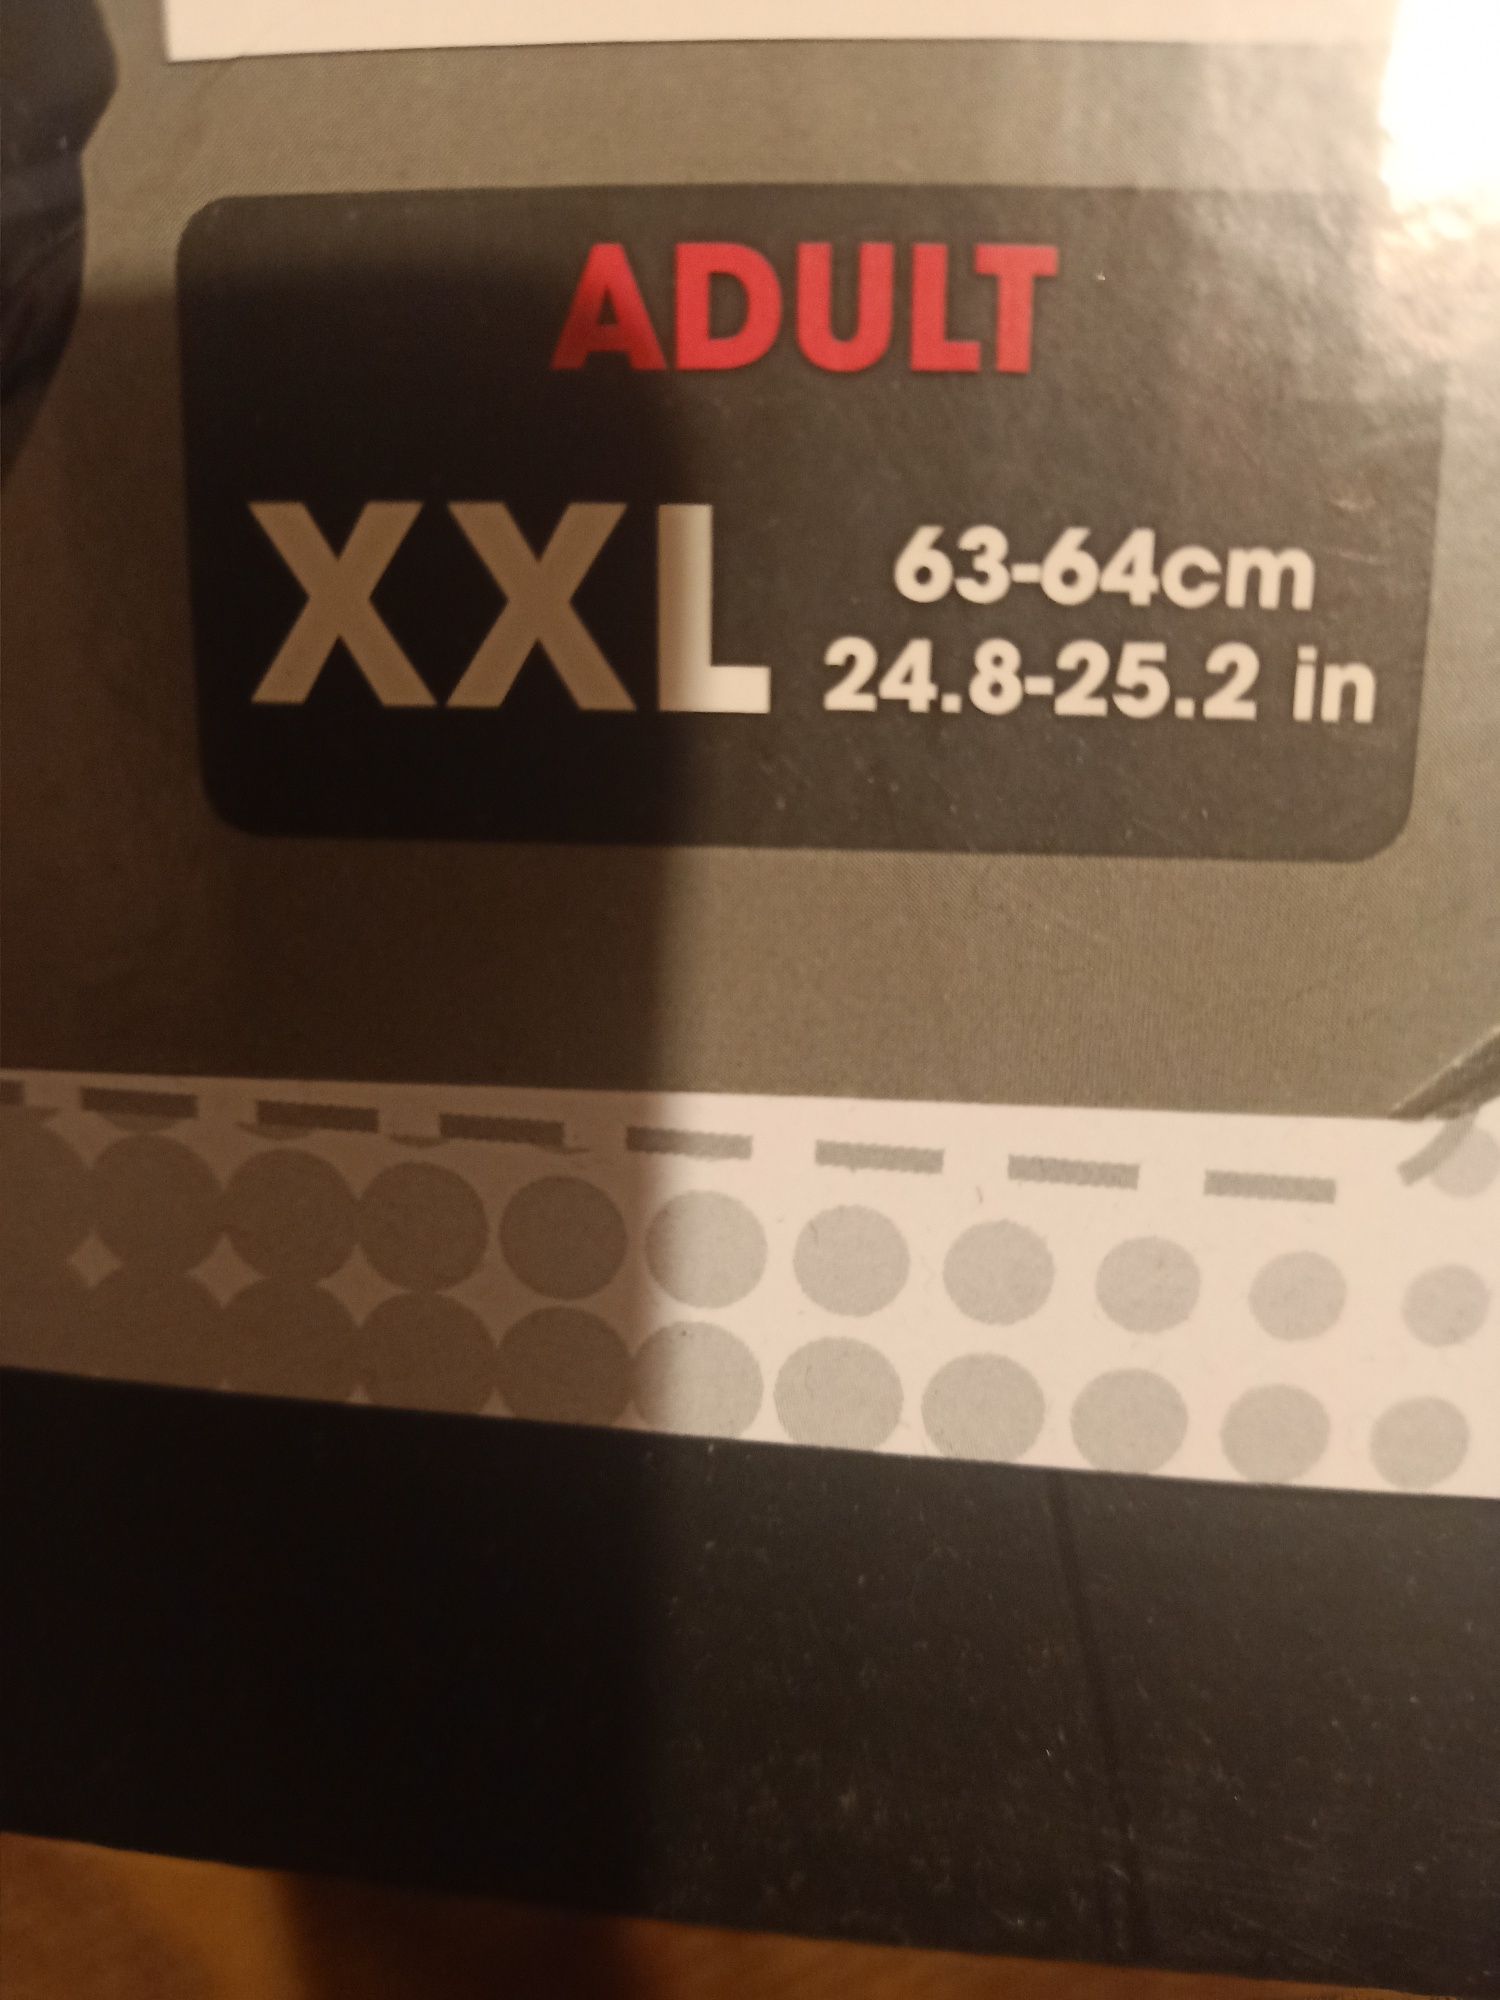 ADULT
XXL
63-64cm
24.8-25.2 in